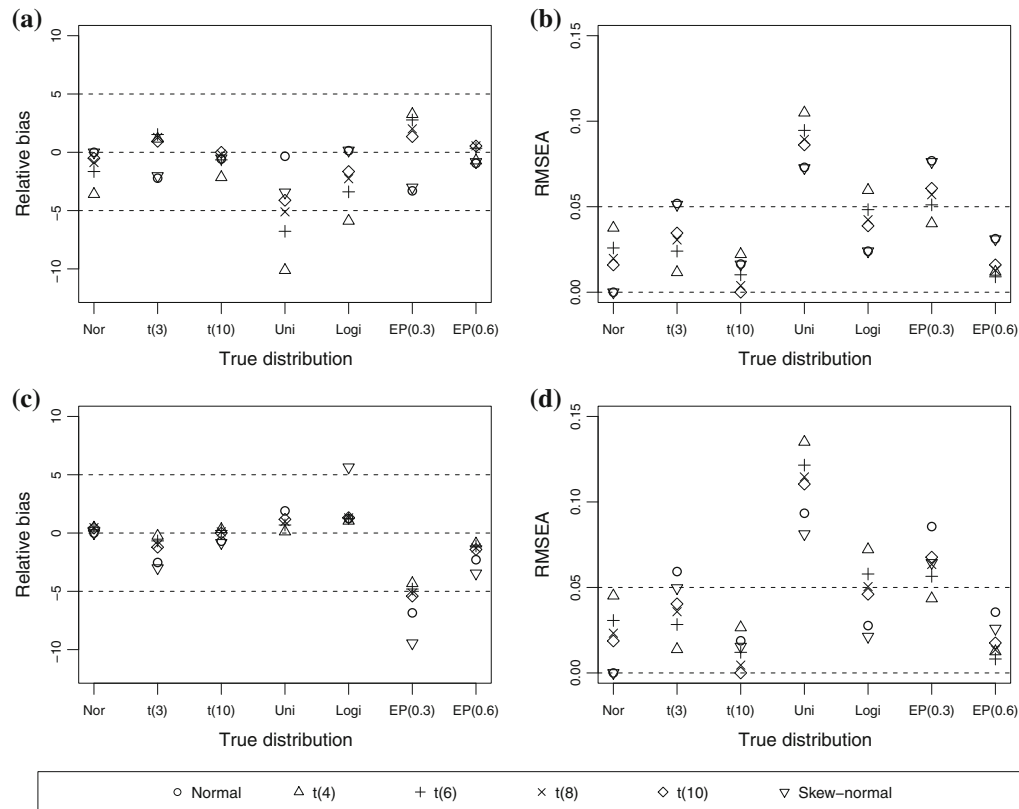 (a)
10
5
0
−5
−10
Relative bias
Nor t(3) t(10) Uni Logi EP(0.3) EP(0.6)
True distribution
(b)
0.15
0.10
0.05
0.00
RMSEA
Nor t(3) t(10) Uni Logi EP(0.3) EP(0.6)
True distribution
(c)
10
5
0
−5
−10
Relative bias
Nor t(3) t(10) Uni Logi EP(0.3) EP(0.6)
True distribution
(d)
0.15
0.10
0.05
0.00
RMSEA
Nor t(3) t(10) Uni Logi EP(0.3) EP(0.6)
True distribution
Normal t(4) t(6) t(8) t(10) Skew−normal